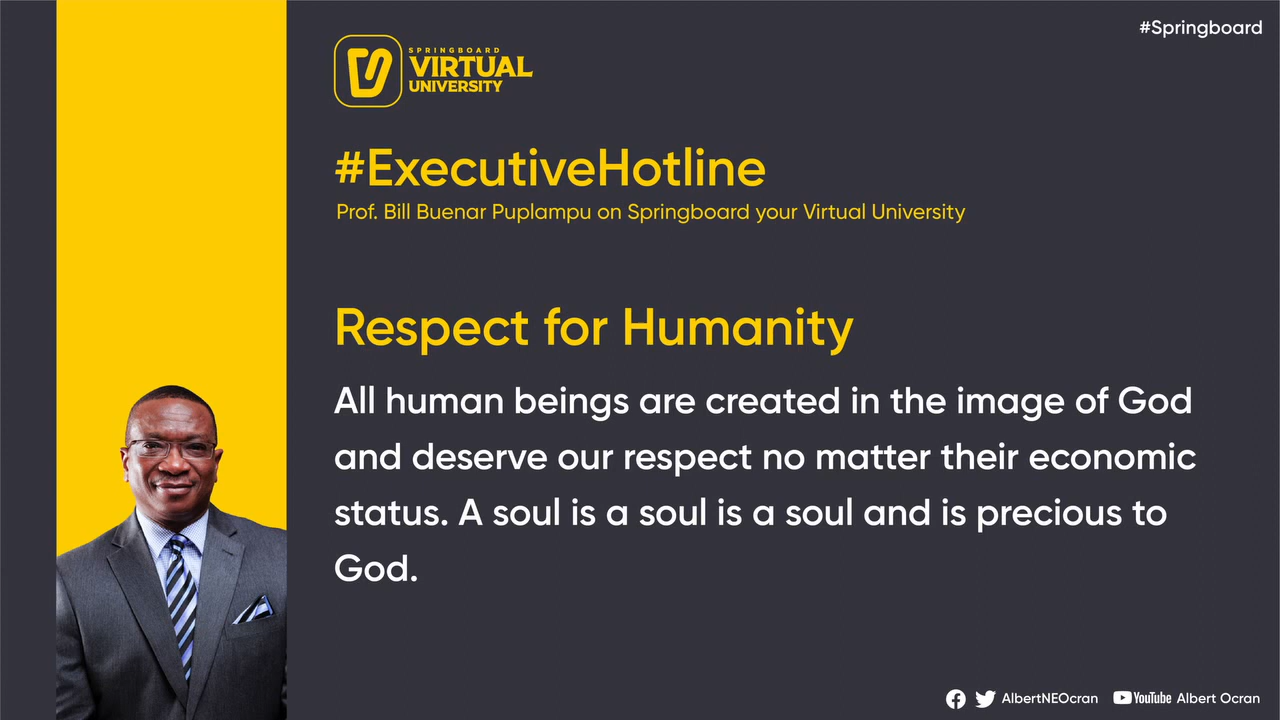 #Springboard
SPRINGBOARD
VIRTUAL
UNIVERSITY
#ExecutiveHotline
Prof. Bill Buenar Puplampu on Springboard your Virtual University
Respect for Humanity
All human beings are created in the image of God
and deserve our respect no matter their economic
status. A soul is a soul is a soul and is precious to
God.
AlbertNEOcran YouTube Albert Ocran